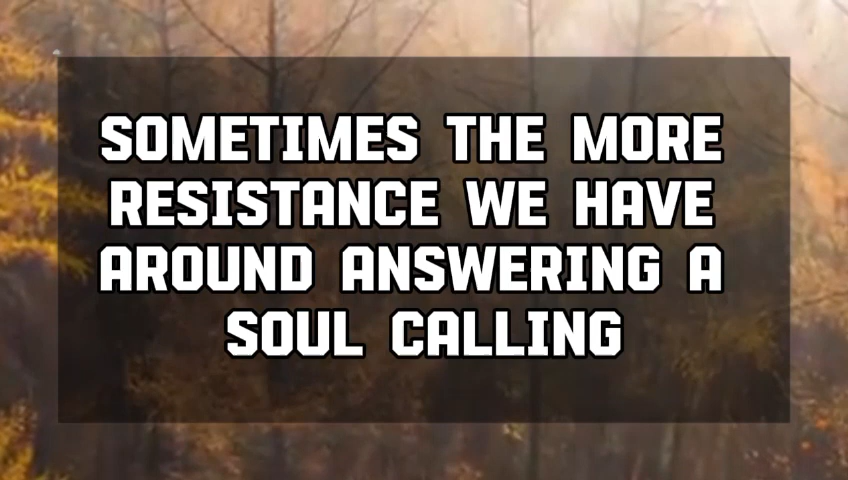 SOMETIMES THE MORE
RESISTANCE WE HAVE
AROUND ANSWERING A
SOUL CALLING